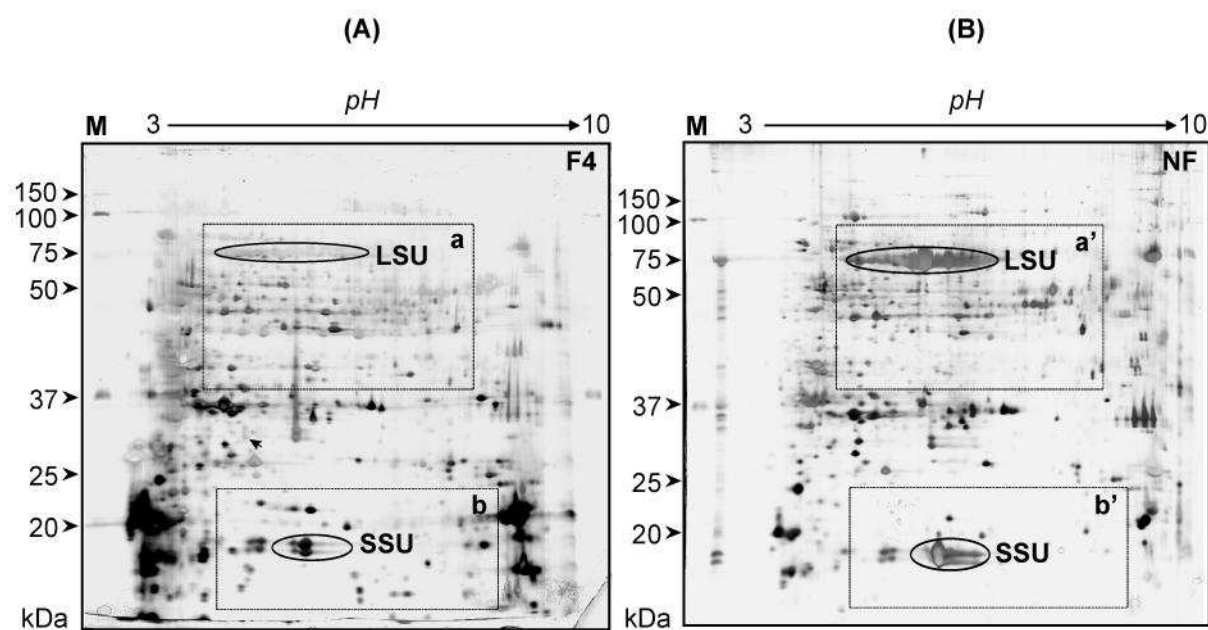 (A) (B)
pH pH
M 3 10 M 3 10
F4 NF
150 150
100 100
a a'
75 LSU 75 LSU
50 50
37 37
25 25
b b'
20 20
SSU SSU
kDa kDa